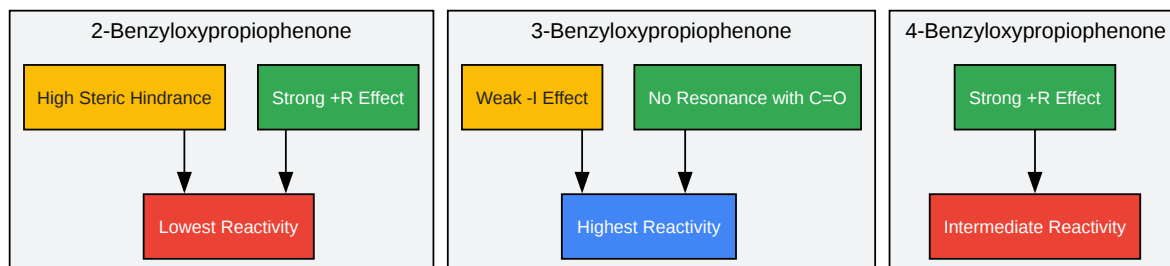 2-Benzyloxypropiophenone
High Steric Hindrance
Strong +R Effect
Lowest Reactivity
3-Benzyloxypropiophenone
Weak -I Effect
No Resonance with C=O
Highest Reactivity
4-Benzyloxypropiophenone
Strong +R Effect
Intermediate Reactivity